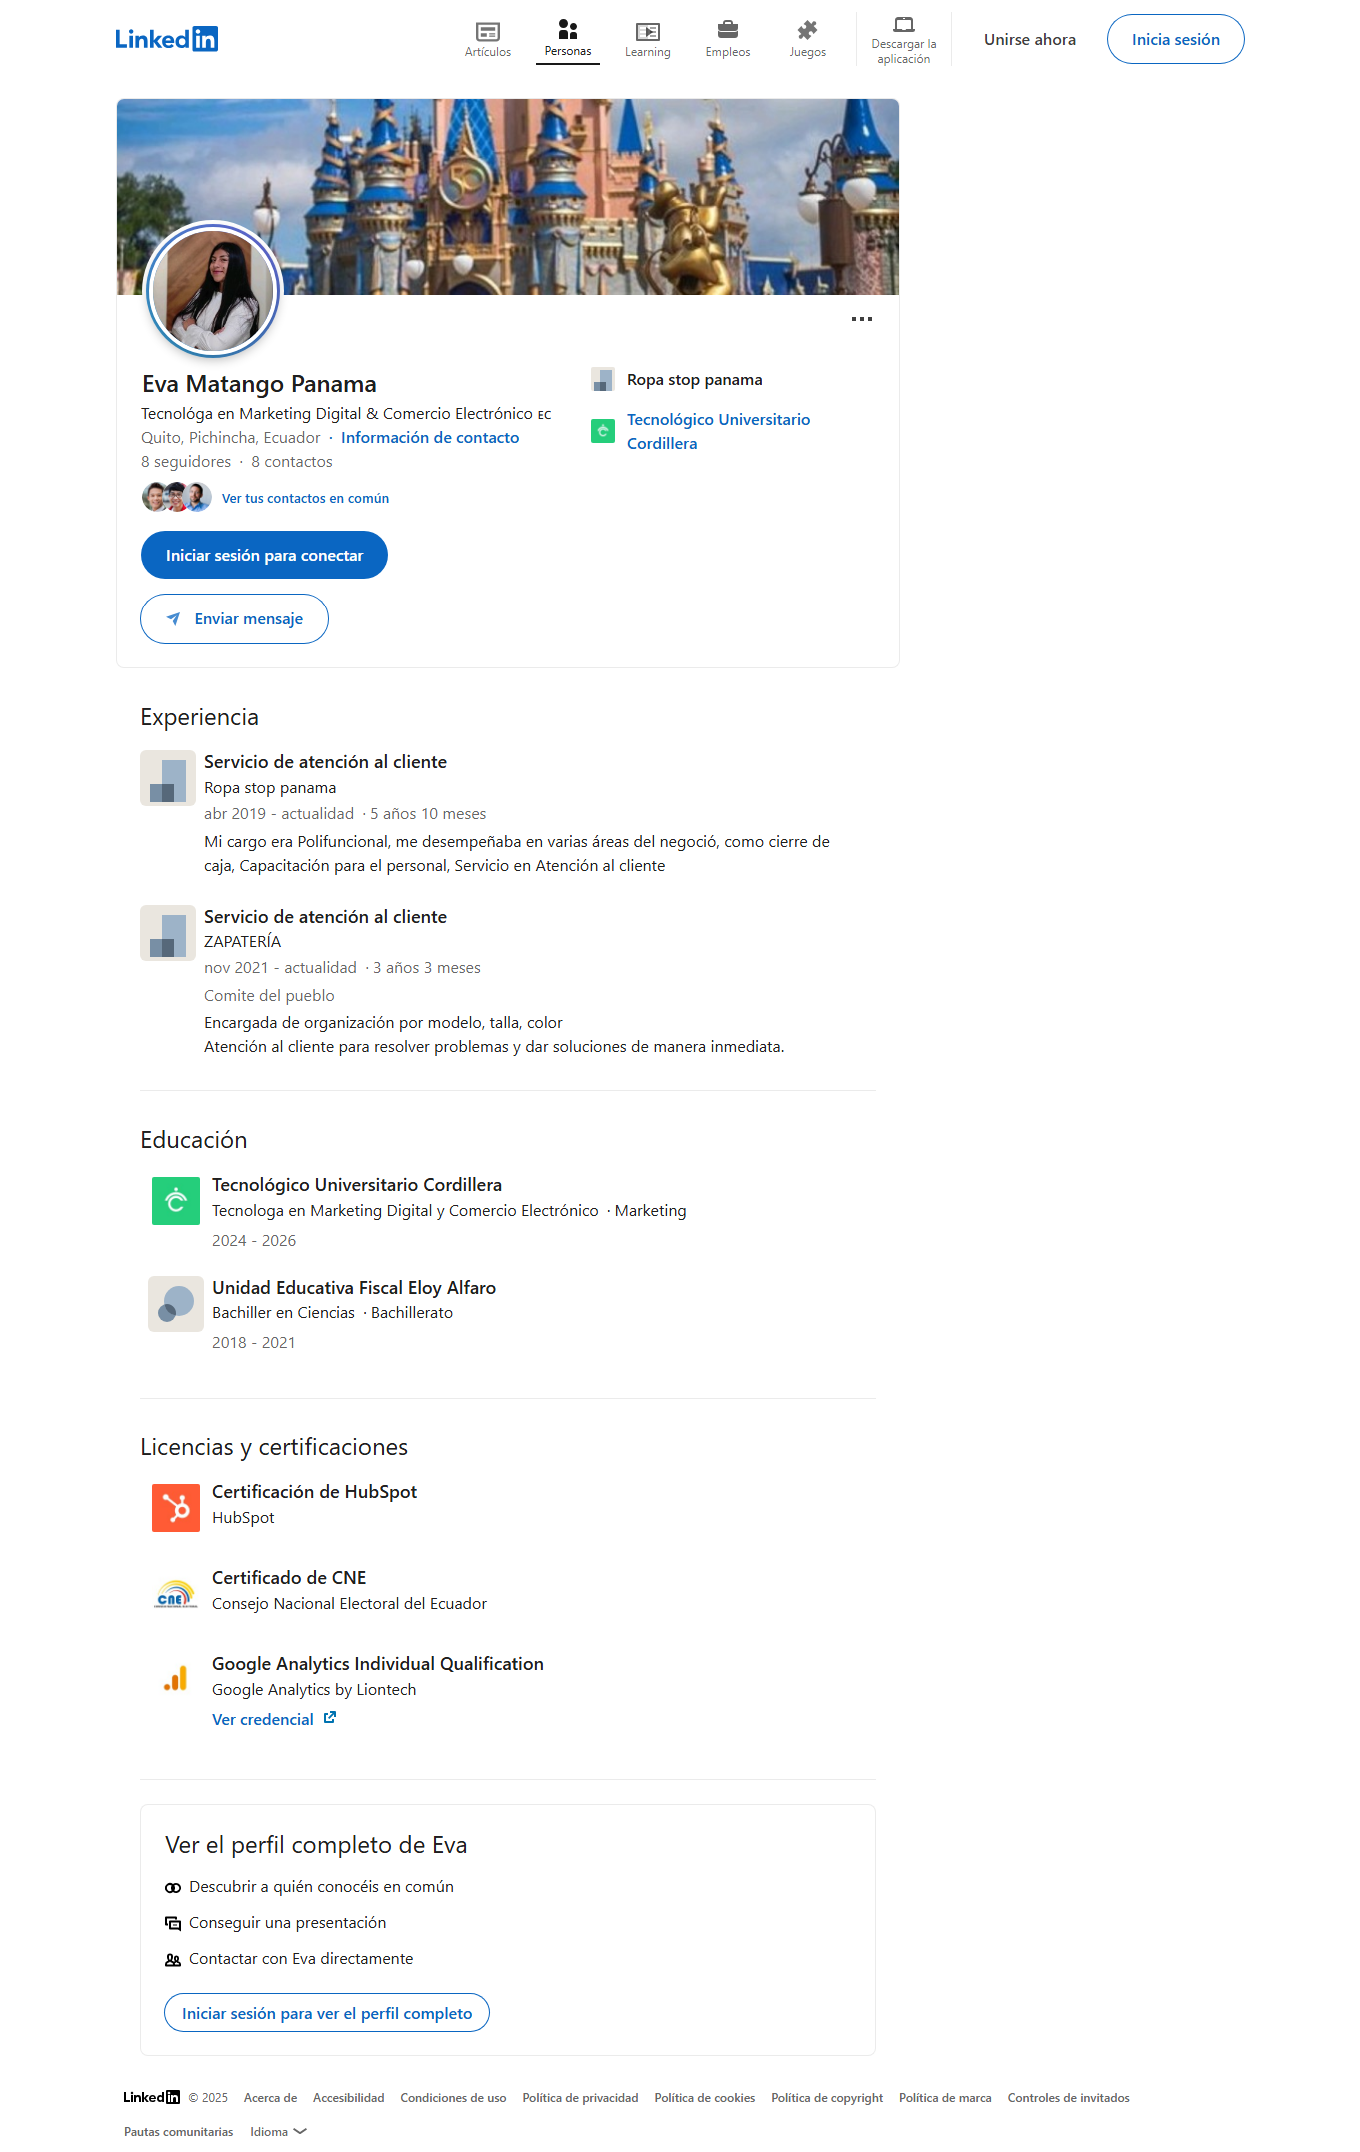 Linked in
Artículos
Personas
Learning
Empleos
Juegos
Descargar la
aplicación
Unirse ahora
Inicia sesión
50
Eva Matango Panama
Tecnológa en Marketing Digital & Comercio Electrónico EC
Quito, Pichincha, Ecuador · Información de contacto
8 seguidores · 8 contactos
Ver tus contactos en común
Iniciar sesión para conectar
Enviar mensaje
Ropa stop panama
Tecnológico Universitario
Cordillera
Experiencia
Servicio de atención al cliente
Ropa stop panama
abr 2019 - actualidad · 5 años 10 meses
Mi cargo era Polifuncional, me desempeñaba en varias áreas del negoció, como cierre de
caja, Capacitación para el personal, Servicio en Atención al cliente
Servicio de atención al cliente
ZAPATERÍA
nov 2021 - actualidad · 3 años 3 meses
Comite del pueblo
Encargada de organización por modelo, talla, color
Atención al cliente para resolver problemas y dar soluciones de manera inmediata.
Educación
Tecnológico Universitario Cordillera
Tecnologa en Marketing Digital y Comercio Electrónico · Marketing
2024 - 2026
Unidad Educativa Fiscal Eloy Alfaro
Bachiller en Ciencias · Bachillerato
2018 - 2021
Licencias y certificaciones
Certificación de HubSpot
HubSpot
cne
Certificado de CNE
Consejo Nacional Electoral del Ecuador
Google Analytics Individual Qualification
Google Analytics by Liontech
Ver credencial
Ver el perfil completo de Eva
Descubrir a quién conocéis en común
Conseguir una presentación
Contactar con Eva directamente
Iniciar sesión para ver el perfil completo
Linked in © 2025 Acerca de Accesibilidad Condiciones de uso Política de privacidad Política de cookies Política de copyright Política de marca Controles de invitados
Pautas comunitarias Idioma